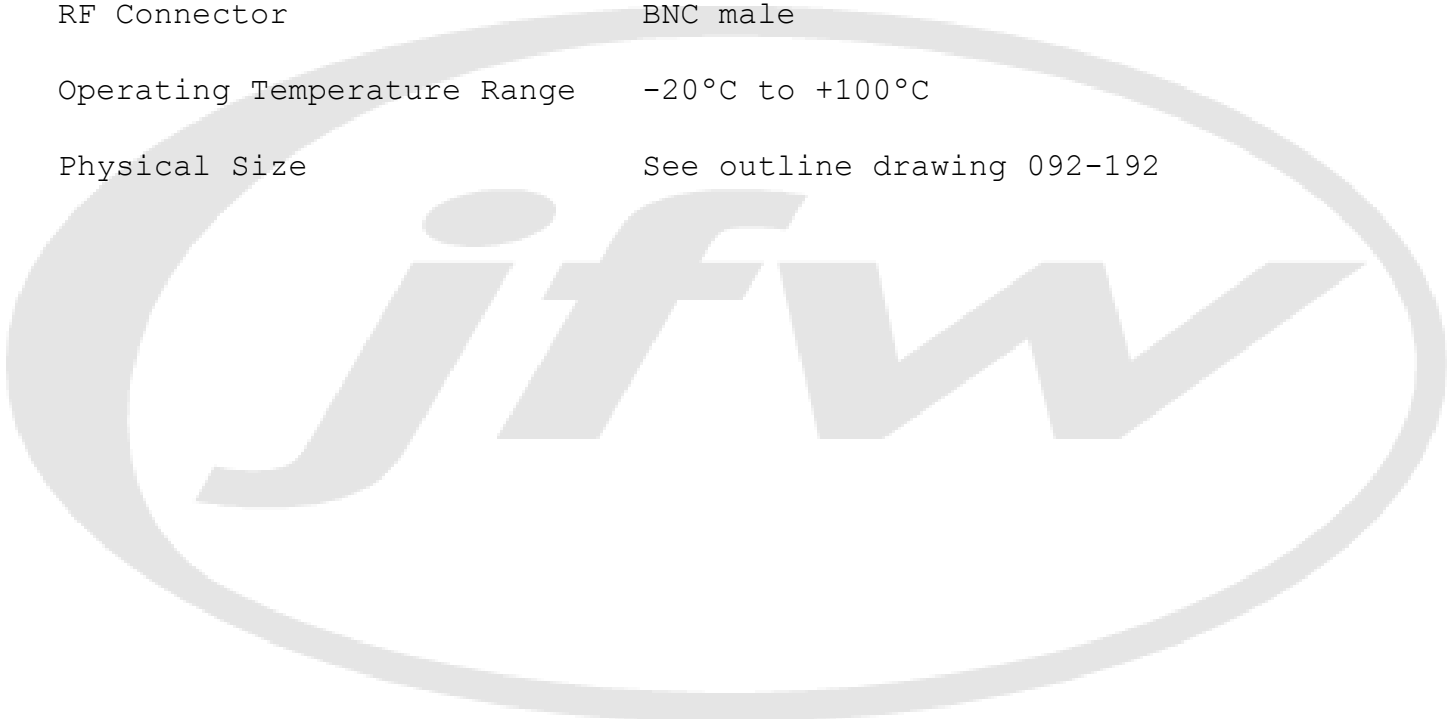 RF Connector BNC male
Operating Temperature Range -20°C to +100°C
Physical Size See outline drawing 092-192
jfw